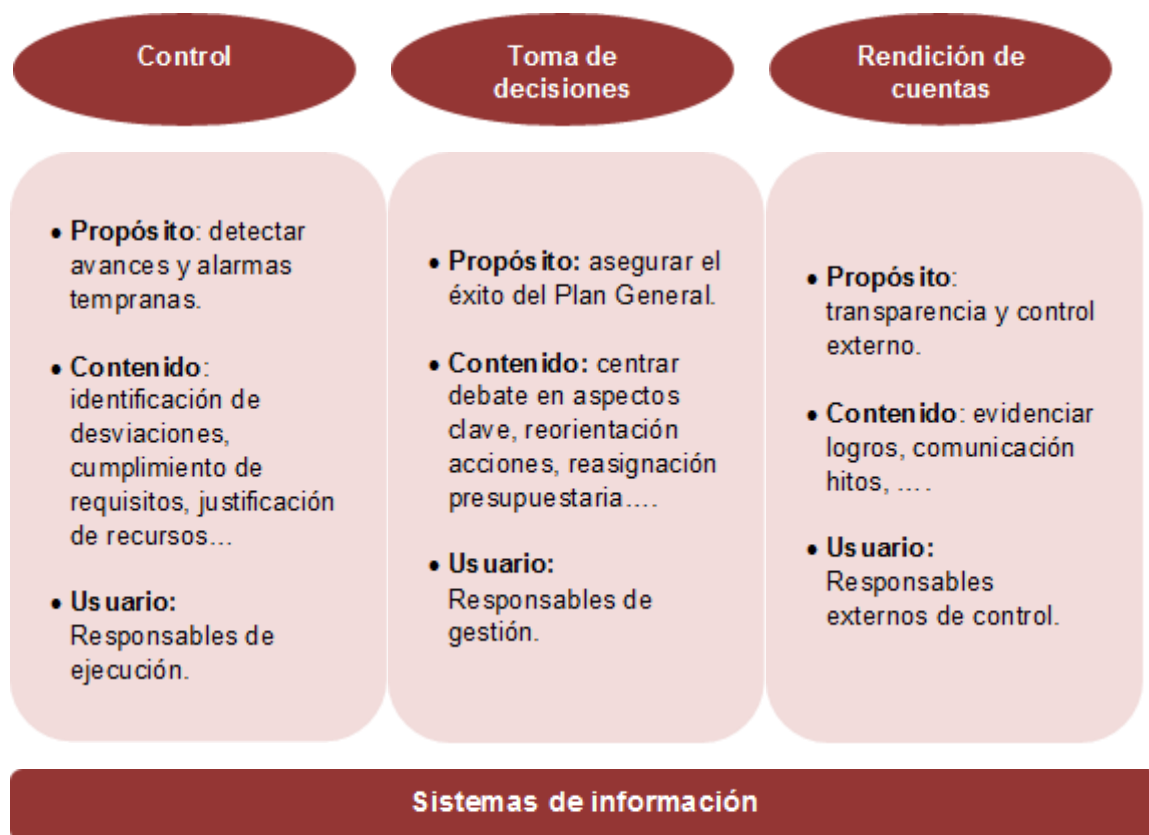 Control
Toma de
decisiones
Rendición de
cuentas
• Propósito: detectar
avances y alarmas
tempranas.
• Contenido:
identificación de
desviaciones,
cumplimiento de
requisitos, justificación
de recursos…
• Usuario:
Responsables de
ejecución.
• Propósito: asegurar el
éxito del Plan General.
• Contenido: centrar
debate en aspectos
clave, reorientación
acciones, reasignación
presupuestaria….
• Usuario:
Responsables de
gestión.
• Propósito:
transparencia y control
externo.
• Contenido: evidenciar
logros, comunicación
hitos, ….
• Usuario:
Responsables
externos de control.
Sistemas de información